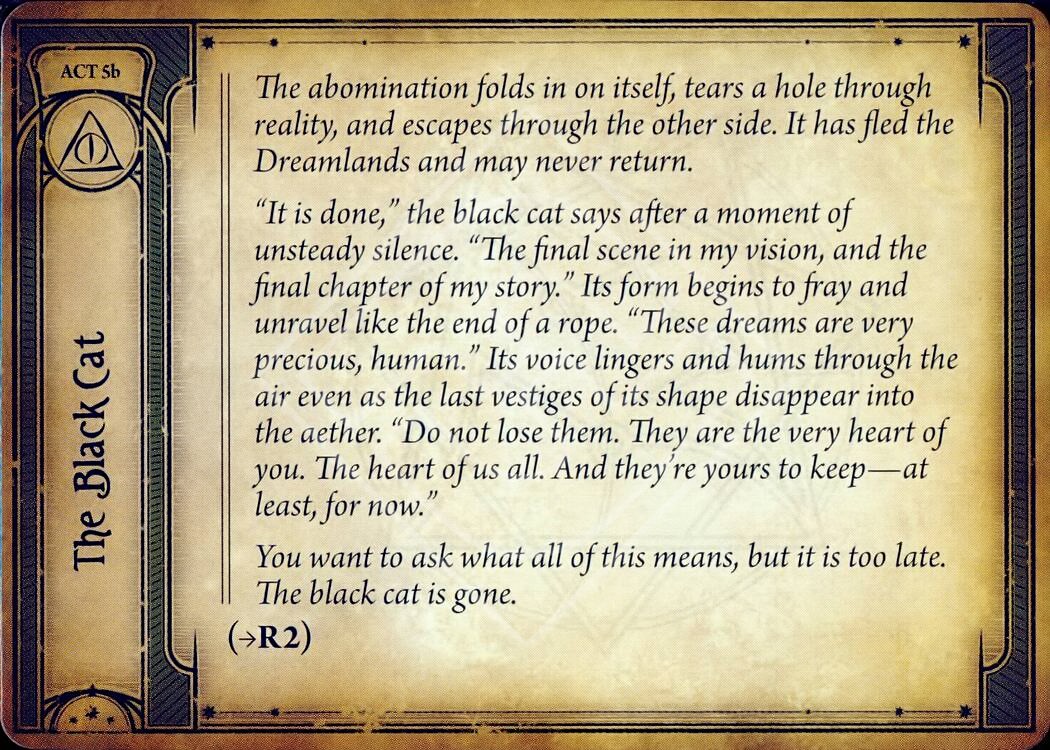 ACT 5b
The Black Cat
The abomination folds in on itself, tears a hole through
reality, and escapes through the other side. It has fled the
Dreamlands and may never return.
“It is done,” the black cat says after a moment of
unsteady silence. “The final scene in my vision, and the
final chapter of my story.” Its form begins to fray and
unravel like the end of a rope. “These dreams are very
precious, human.” Its voice lingers and hums through the
air even as the last vestiges of its shape disappear into
the aether. “Do not lose them. They are the very heart of
you. The heart of us all. And they’re yours to keep—at
least, for now.”
You want to ask what all of this means, but it is too late.
The black cat is gone.
(→R2)